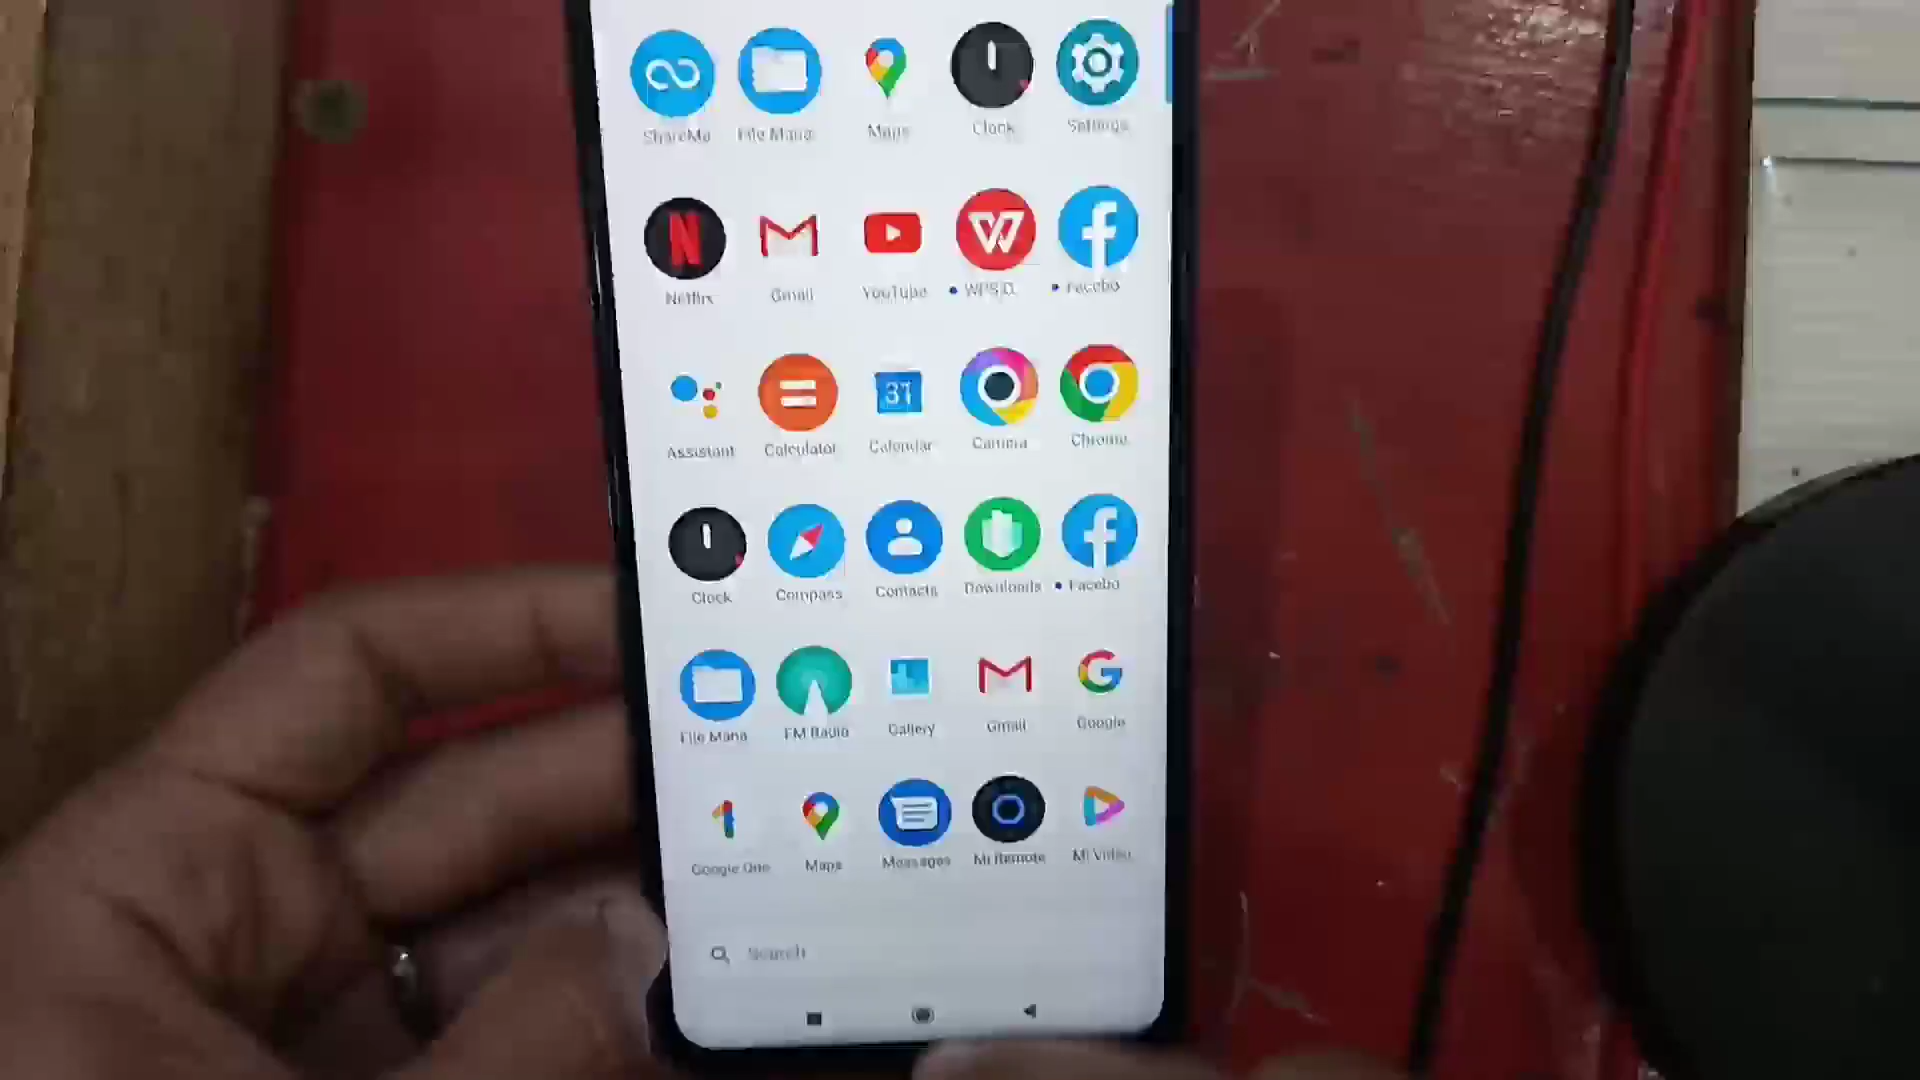 ShareMe File Mana Maps Clock Settings
Netflix Gmail YouTube WPS O Facebo
31
Assistant Calculator Calendar Camera Chrome
Clock Compass Contacts Downloads Facebo
File Mana FM Radio Gallery Gmail Google
Google One Maps Messages Mi Remote Mi Video
Search